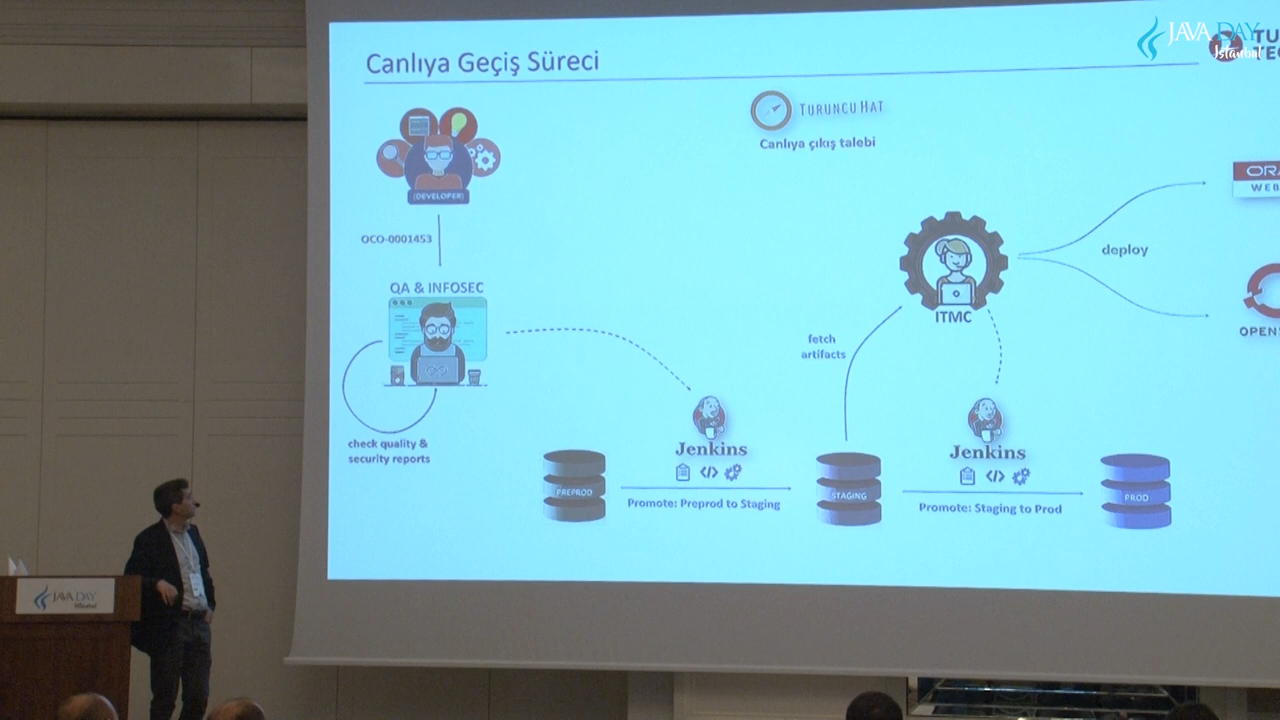 Canlıya Geçiş Süreci
JAVA DAY
İstanbul
TURUNCU HAT
Canlıya çıkış talebi
{DEVELOPER}
OCO-0001453
QA & INFOSEC
check quality &
security reports
ITMC
deploy
fetch
artifacts
Jenkins
Jenkins
PREPROD
Promote: Preprod to Staging
STAGING
Promote: Staging to Prod
PROD
JAVA DAY
İstanbul